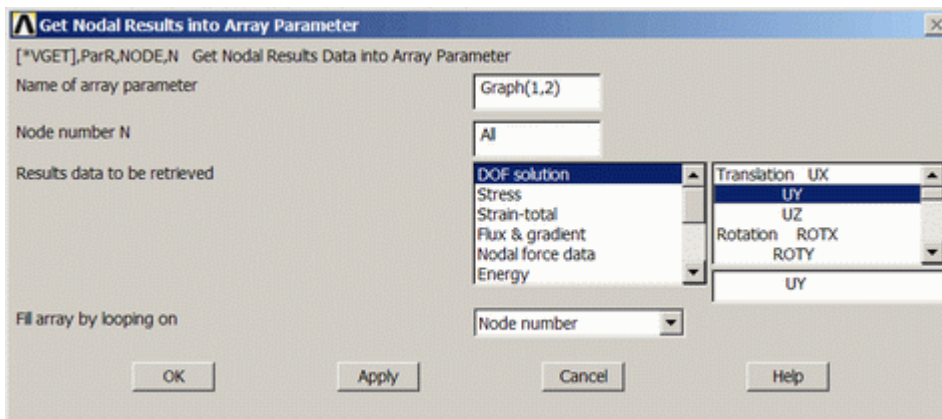 Get Nodal Results into Array Parameter
[*VGET],ParR,NODE,N Get Nodal Results Data into Array Parameter
Name of array parameter
Graph(1,2)
Node number N
All
Results data to be retrieved
DOF solution
Stress
Strain-total
Flux & gradient
Nodal force data
Energy
Translation UX
UY
UZ
Rotation ROTX
ROTY
UY
Fill array by looping on
Node number
OK Apply Cancel Help